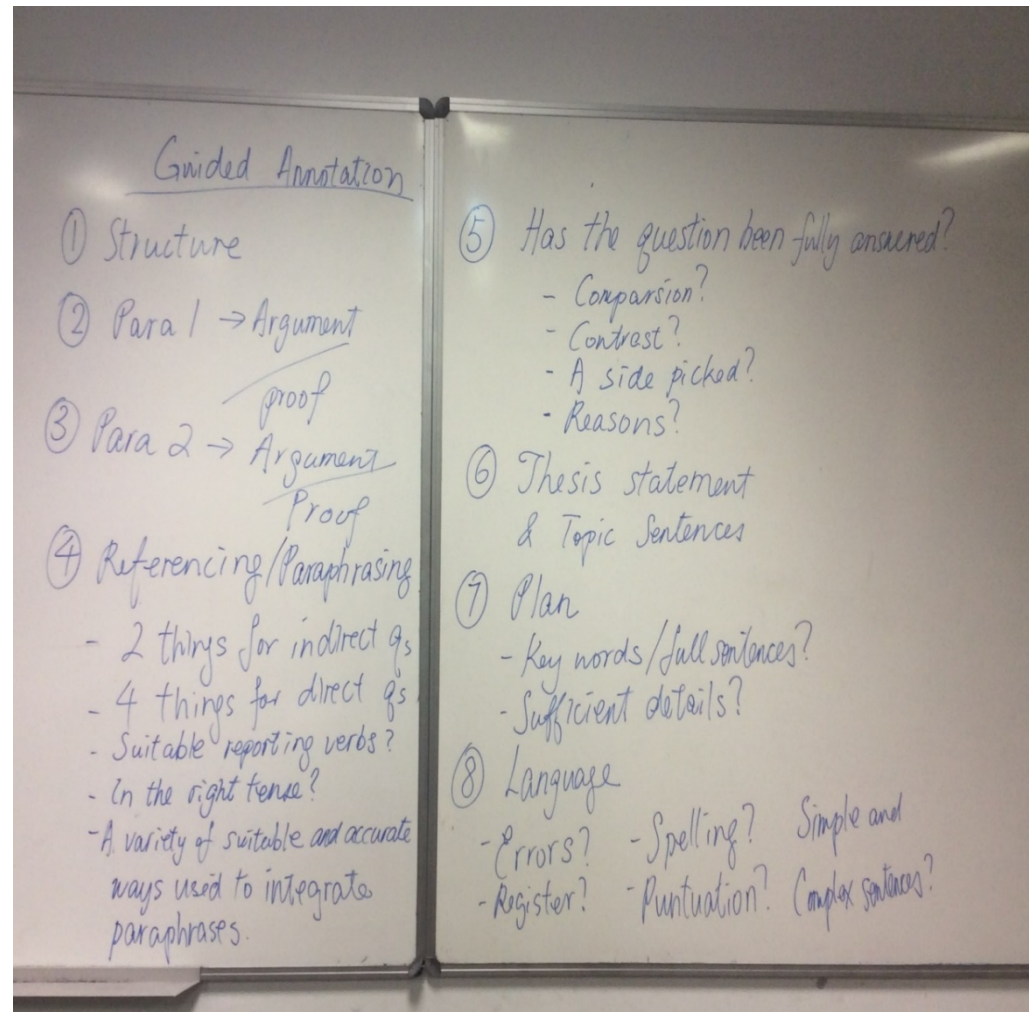 Guided Annotation
① Structure
② Para 1 → Argument
proof
③ Para 2 → Argument
Proof
④ Referencing/Paraphrasing
- 2 things for indirect qs
- 4 things for direct q's
- Suitable reporting verbs?
- In the right tense?
- A variety of suitable and accurate
ways used to integrate
paraphrases.
⑤ Has the question been fully answered?
- Comparsion?
- Contrast?
- A side picked?
- Reasons?
⑥ Thesis statement
& Topic Sentences
⑦ Plan
- Key words/full sentences?
- Sufficient details?
⑧ Language
- Errors? - Spelling? Simple and
- Register? - Puntuation? Complex sentences?